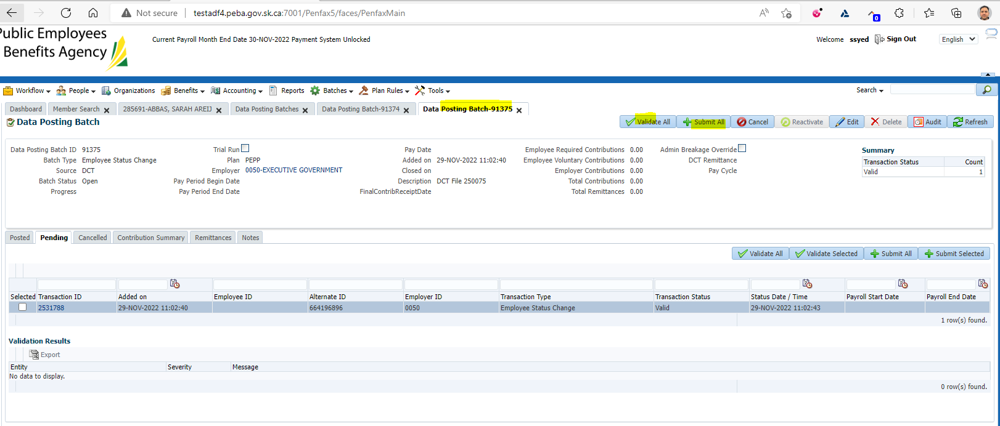 Not secure | testadf4.peba.gov.sk.ca:7001/Penfax5/faces/PenfaxMain
0
Public Employees
Benefits Agency
Current Payroll Month End Date 30-NOV-2022 Payment System Unlocked
Welcome ssyed Sign Out English
Workflow People Organizations Benefits Accounting Reports Batches Plan Rules Tools Search
Dashboard Member Search 285691-ABBAS, SARAH AREIJ Data Posting Batches Data Posting Batch-91374 Data Posting Batch-91375
Data Posting Batch
Validate All Submit All Cancel Reactivate Edit Delete Audit Refresh
Data Posting Batch ID 91375 Trial Run Pay Date Employee Required Contributions 0.00 Admin Breakage Override Summary
Batch Type Employee Status Change Plan PEPP Added on 29-NOV-2022 11:02:40 Employee Voluntary Contributions 0.00 DCT Remittance Transaction Status Count
Source DCT Employer 0050-EXECUTIVE GOVERNMENT Closed on Employer Contributions 0.00 Pay Cycle Valid 1
Batch Status Open Pay Period Begin Date Description DCT File 250075 Total Contributions 0.00
Progress Pay Period End Date FinalContribReceiptDate Total Remittances 0.00
Posted Pending Cancelled Contribution Summary Remittances Notes
Validate All Validate Selected Submit All Submit Selected
Selected Transaction ID Added on Employee ID Alternate ID Employer ID Transaction Type Transaction Status Status Date / Time Payroll Start Date Payroll End Date
2531788 29-NOV-2022 11:02:40 664196896 0050 Employee Status Change Valid 29-NOV-2022 11:02:43
1 row(s) found.
Validation Results
Export
Entity Severity Message
No data to display.
0 row(s) found.